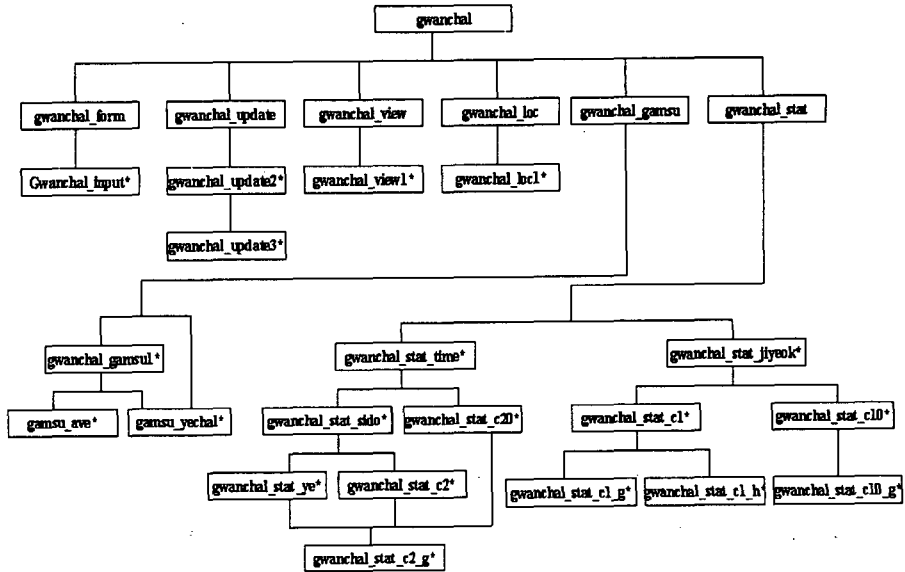 gwanchal
gwanchal_form
gwanchal_update
gwanchal_view
gwanchal_loc
gwanchal_gamsu
gwanchal_stat
Gwanchal_input*
gwanchal_update2*
gwanchal_view1*
gwanchal_loc1*
gwanchal_update3*
gwanchal_gamsu1*
gwanchal_stat_time*
gwanchal_stat_jiyeok*
gamsu_ave*
gamsu_yechal*
gwanchal_stat_sido*
gwanchal_stat_c20*
gwanchal_stat_c1*
gwanchal_stat_c10*
gwanchal_stat_ye*
gwanchal_stat_c2*
gwanchal_stat_c1_g*
gwanchal_stat_c1_h*
gwanchal_stat_c10_g*
gwanchal_stat_c2_g*